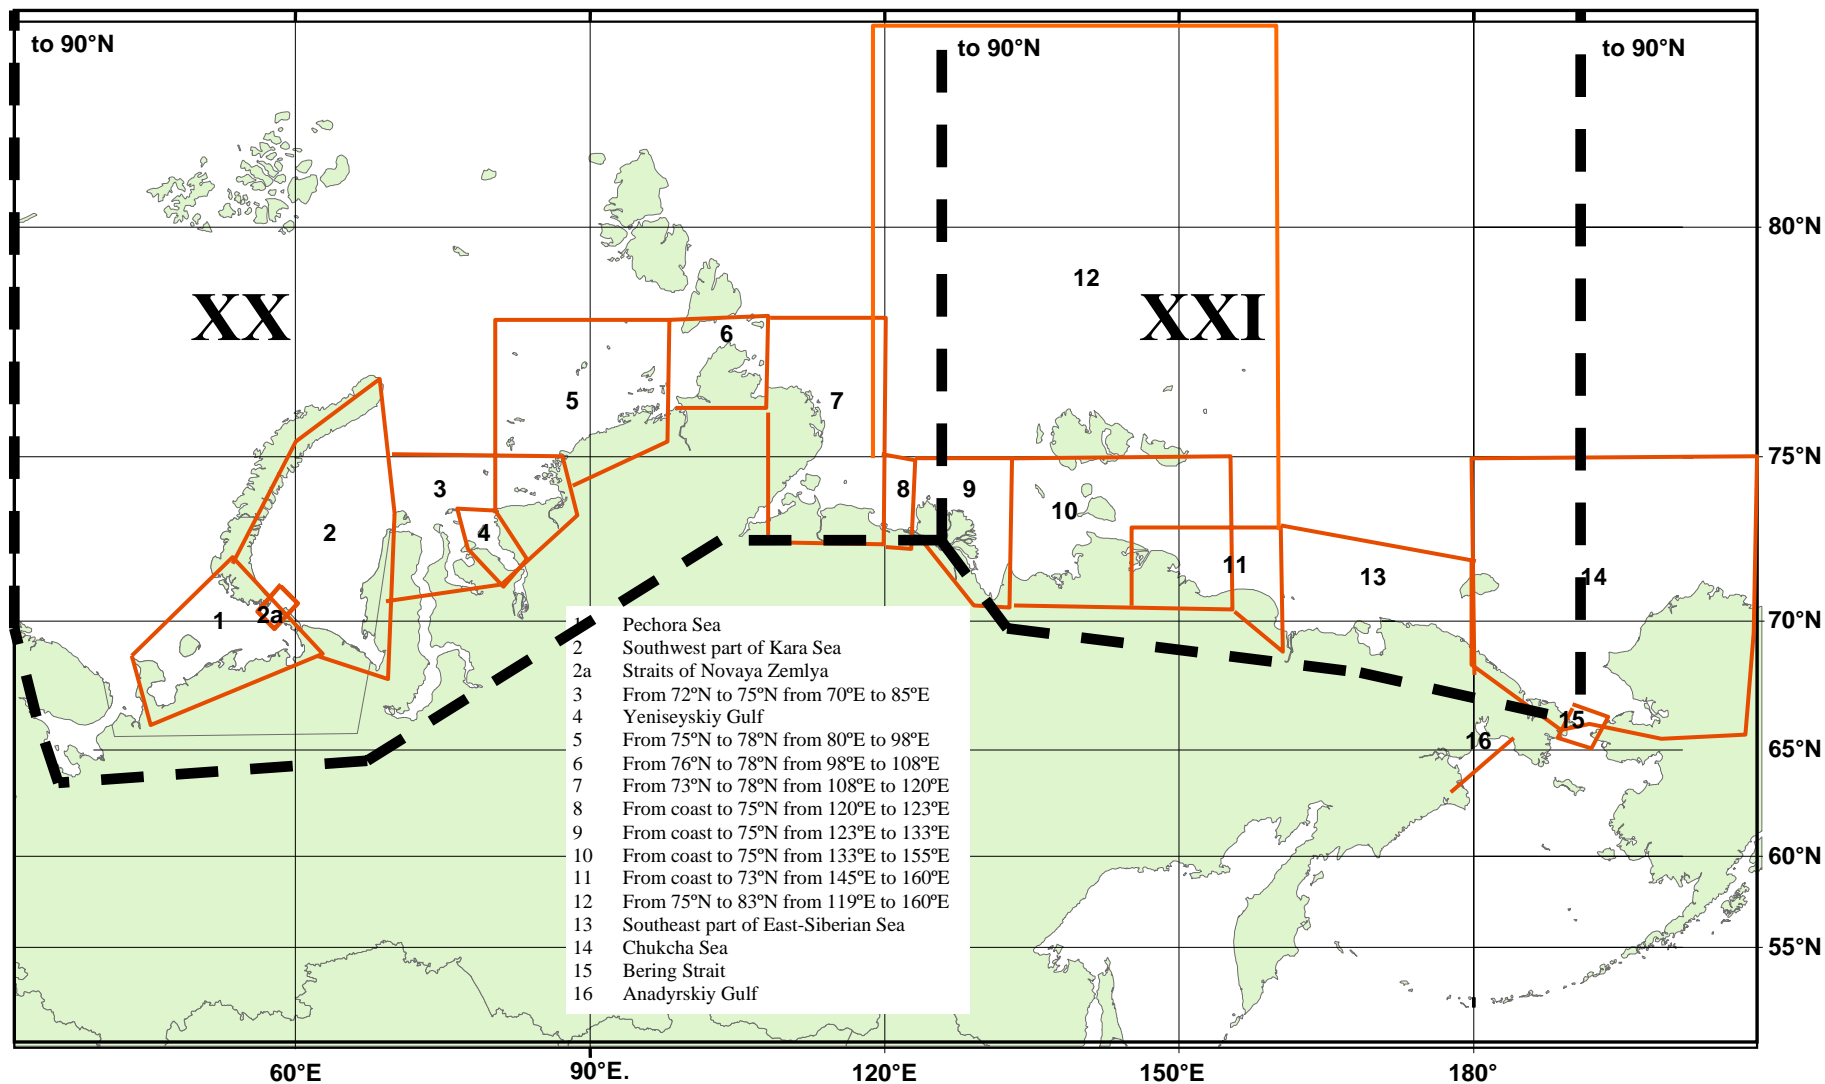 to 90°N
to 90°N
to 90°N
80°N
12
XX
XXI
6
5
7
75°N
3
8
9
10
4
2
11
13
14
2a
1
70°N
1 Pechora Sea
2 Southwest part of Kara Sea
2a Straits of Novaya Zemlya
3 From 72ºN to 75ºN from 70ºE to 85ºE
4 Yeniseyskiy Gulf
5 From 75ºN to 78ºN from 80ºE to 98ºE
6 From 76ºN to 78ºN from 98ºE to 108ºE
7 From 73ºN to 78ºN from 108ºE to 120ºE
8 From coast to 75ºN from 120ºE to 123ºE
9 From coast to 75ºN from 123ºE to 133ºE
10 From coast to 75ºN from 133ºE to 155ºE
11 From coast to 73ºN from 145ºE to 160ºE
12 From 75ºN to 83ºN from 119ºE to 160ºE
13 Southeast part of East-Siberian Sea
14 Chukcha Sea
15 Bering Strait
16 Anadyrskiy Gulf
15
16
65°N
60°N
55°N
60°E
90°E.
120°E
150°E
180°